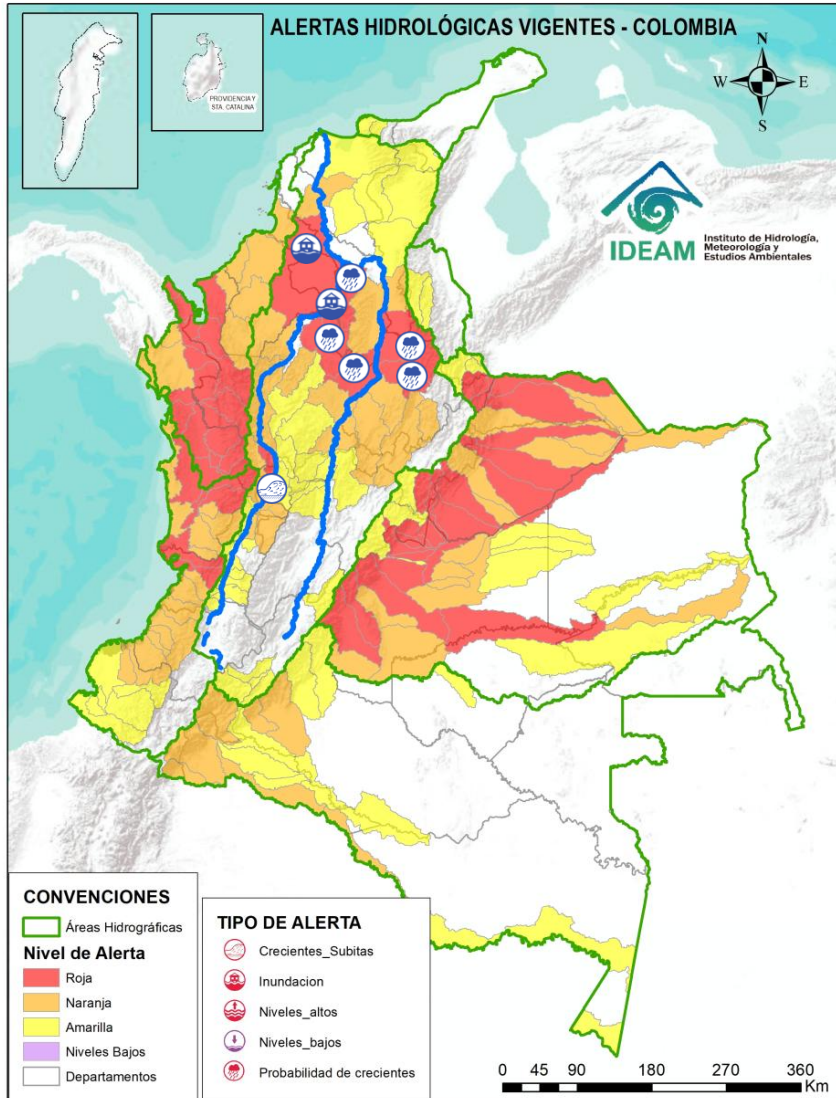 ALERTAS HIDROLÓGICAS VIGENTES - COLOMBIA
PROVIDENCIA Y
STA. CATALINA
N
W
E
S
IDEAM
Instituto de Hidrología,
Meteorología y
Estudios Ambientales
CONVENCIONES
Áreas Hidrográficas
Nivel de Alerta
Roja
Naranja
Amarilla
Niveles Bajos
Departamentos
TIPO DE ALERTA
Crecientes_Subitas
Inundacion
Niveles_altos
Niveles_bajos
Probabilidad de crecientes
0 45 90 180 270 360
Km